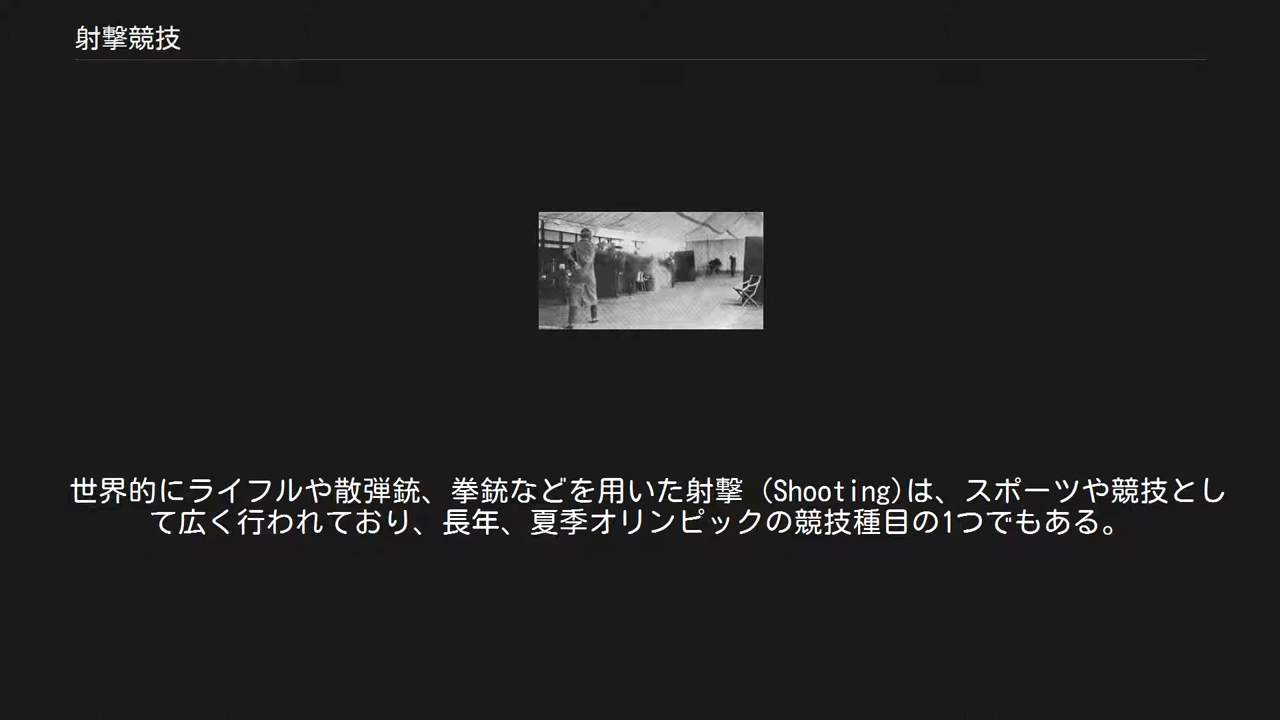 射撃競技
世界的にライフルや散弾銃、拳銃などを用いた射撃 (Shooting)は、スポーツや競技とし
て広く行われており、長年、夏季オリンピックの競技種目の1つでもある。